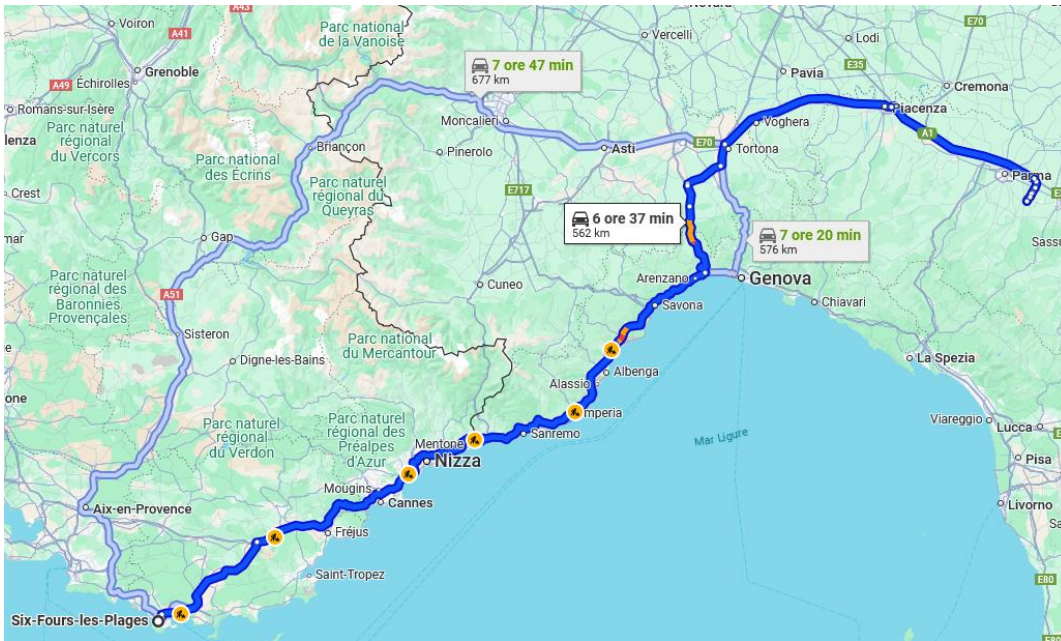 Voiron
A43
A41
Parc national
de la Vanoise
Vercelli
Lodi
E70
A49
Échirolles
Grenoble
7 ore 47 min
677 km
E35
Pavia
Cremona
Romans-sur-Isère
Moncalieri
Voghera
Piacenza
Parc naturel
régional
du Vercors
Briançon
Pinerolo
Asti
E70
Tortona
A1
Parc national
des Écrins
E717
Parma
Crest
Parc naturel
régional du
Queyras
6 ore 37 min
562 km
7 ore 20 min
576 km
Gap
Parc naturel
régional des
Baronnies
Provençales
A51
Cuneo
Arenzano
Genova
Savona
Chiavari
Sisteron
Parc national
du Mercantour
Digne-les-Bains
Albenga
La Spezia
Alassio
Parc naturel
régional
du Verdon
Parc naturel
régional des
Préalpes
d'Azur
Mentone
Sanremo
Imperia
Mar Ligure
Viareggio
Lucca
Nizza
Pisa
Mougins
Cannes
Aix-en-Provence
Livorno
Fréjus
Saint-Tropez
E80
Six-Fours-les-Plages